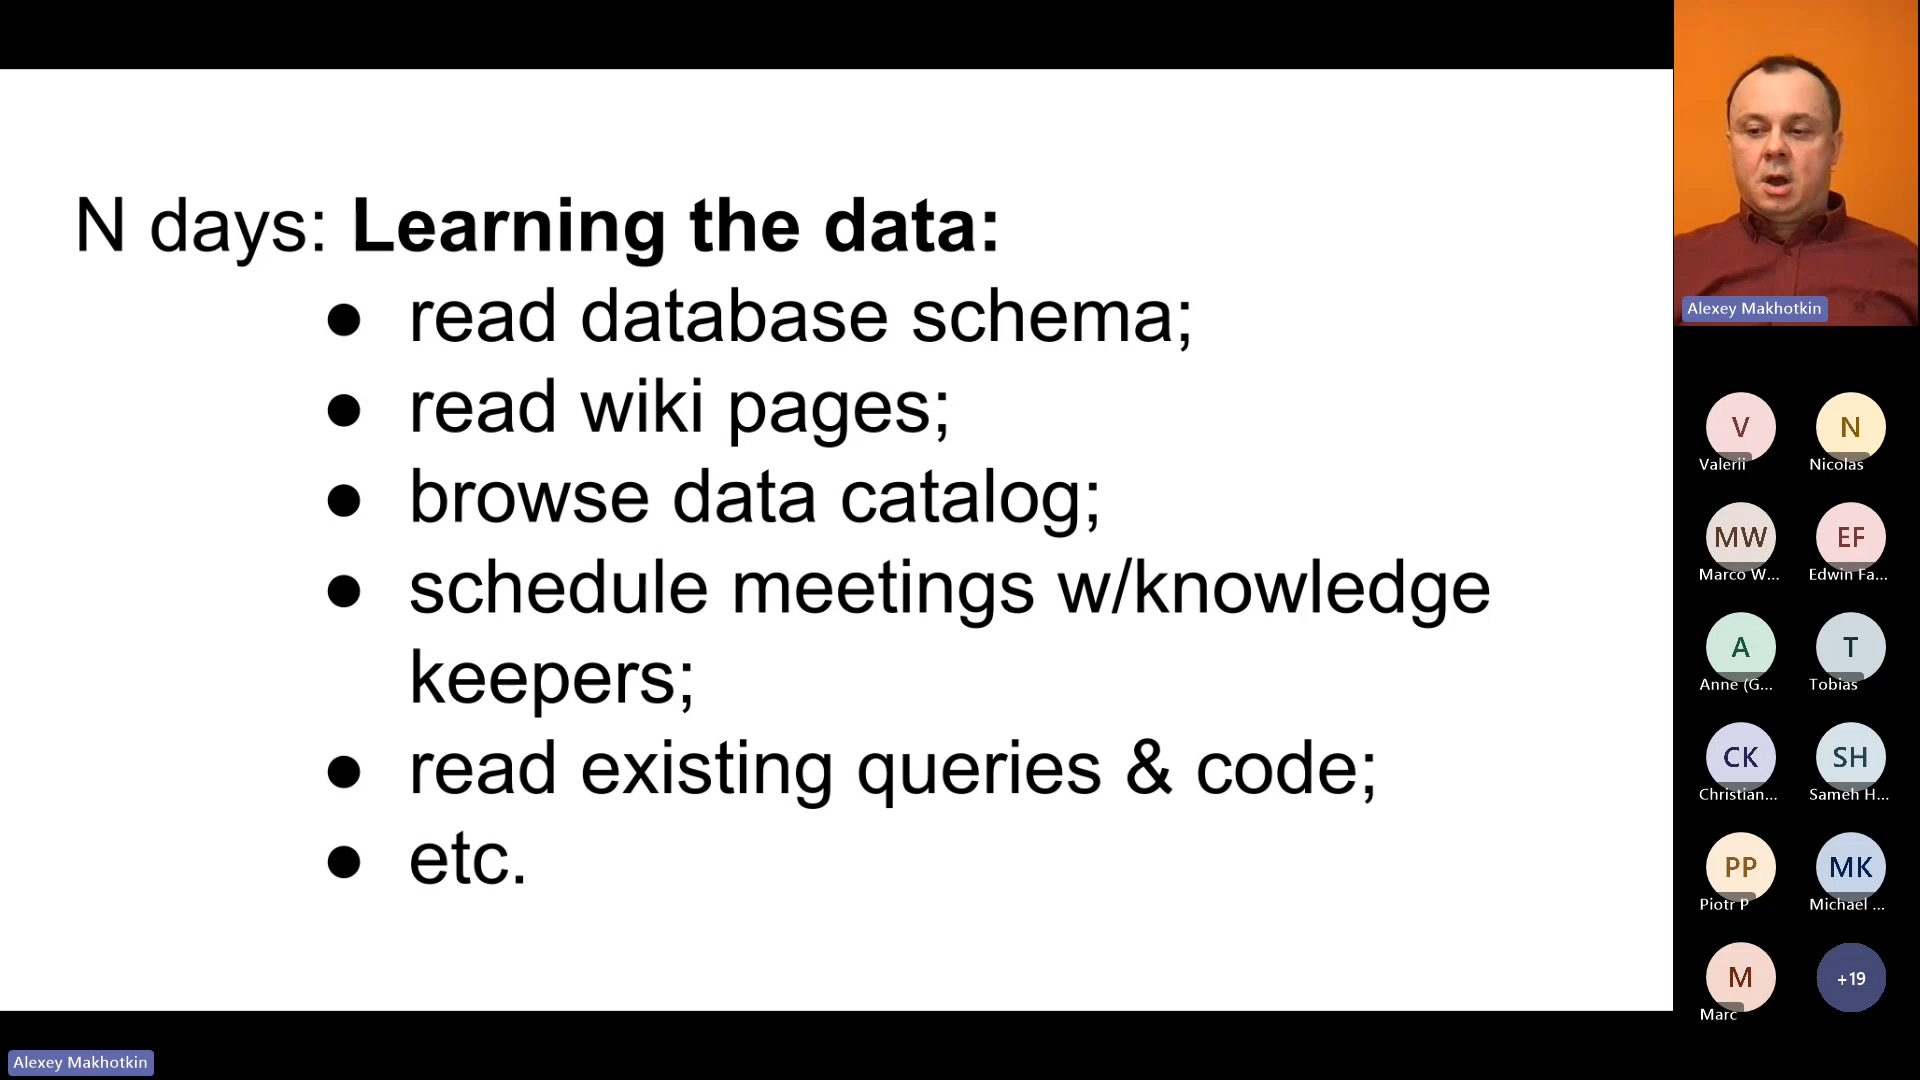 N days: Learning the data:
● read database schema;
● read wiki pages;
● browse data catalog;
● schedule meetings w/knowledge
keepers;
● read existing queries & code;
● etc.
Alexey Makhotkin
V
Valerii
N
Nicolas
MW
Marco W...
EF
Edwin Fa...
A
Anne (G...
T
Tobias
CK
Christian...
SH
Sameh H...
PP
Piotr P
MK
Michael ...
M
Marc
+19
Alexey Makhotkin